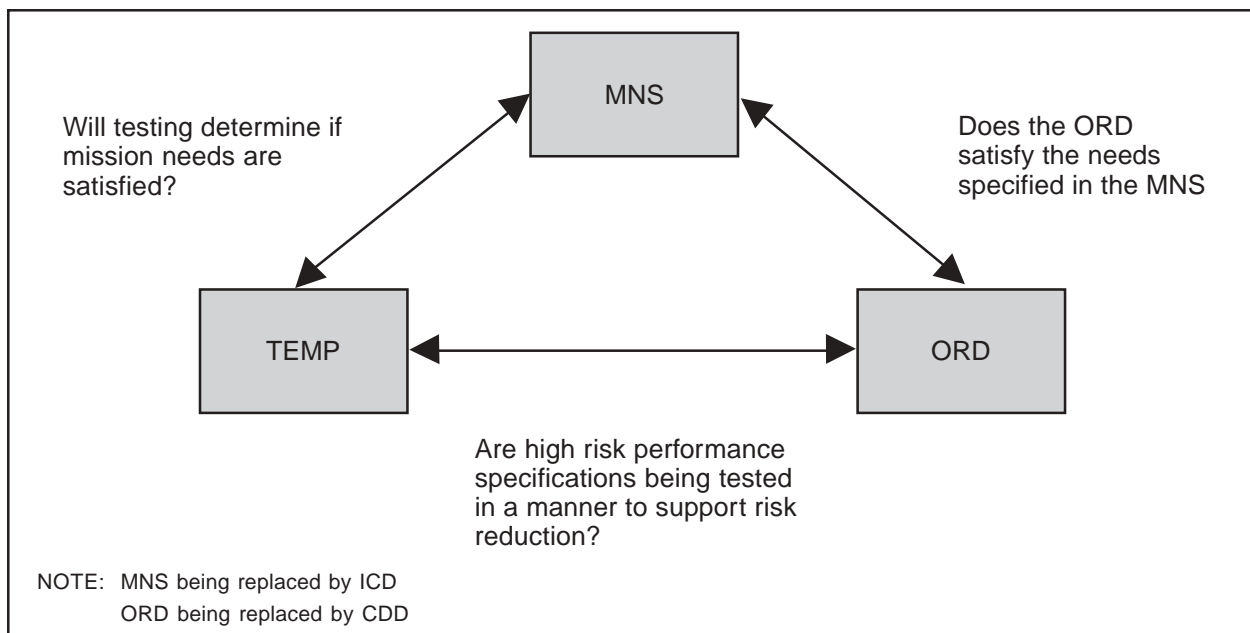 MNS
Will testing determine if
mission needs are
satisfied?
Does the ORD
satisfy the needs
specified in the MNS
TEMP
ORD
Are high risk performance
specifications being tested
in a manner to support risk
reduction?
NOTE: MNS being replaced by ICD
ORD being replaced by CDD